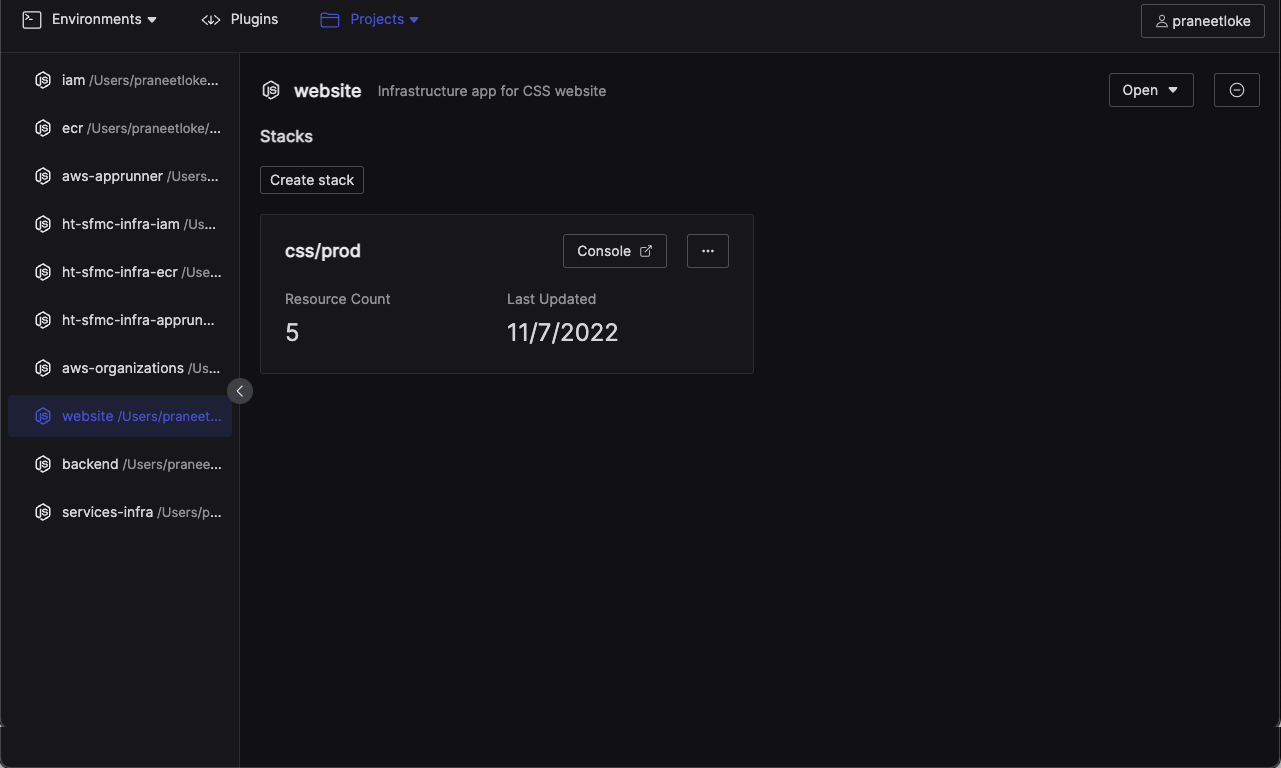 Environments Plugins Projects praneetloke
iam /Users/praneetloke...
ecr /Users/praneetloke/...
aws-apprunner /Users...
ht-sfmc-infra-iam /Us...
ht-sfmc-infra-ecr /Use...
ht-sfmc-infra-apprun...
aws-organizations /Us...
website /Users/praneet...
backend /Users/pranee...
services-infra /Users/p...
website Infrastructure app for CSS website Open
Stacks
Create stack
css/prod Console ...
Resource Count Last Updated
5 11/7/2022